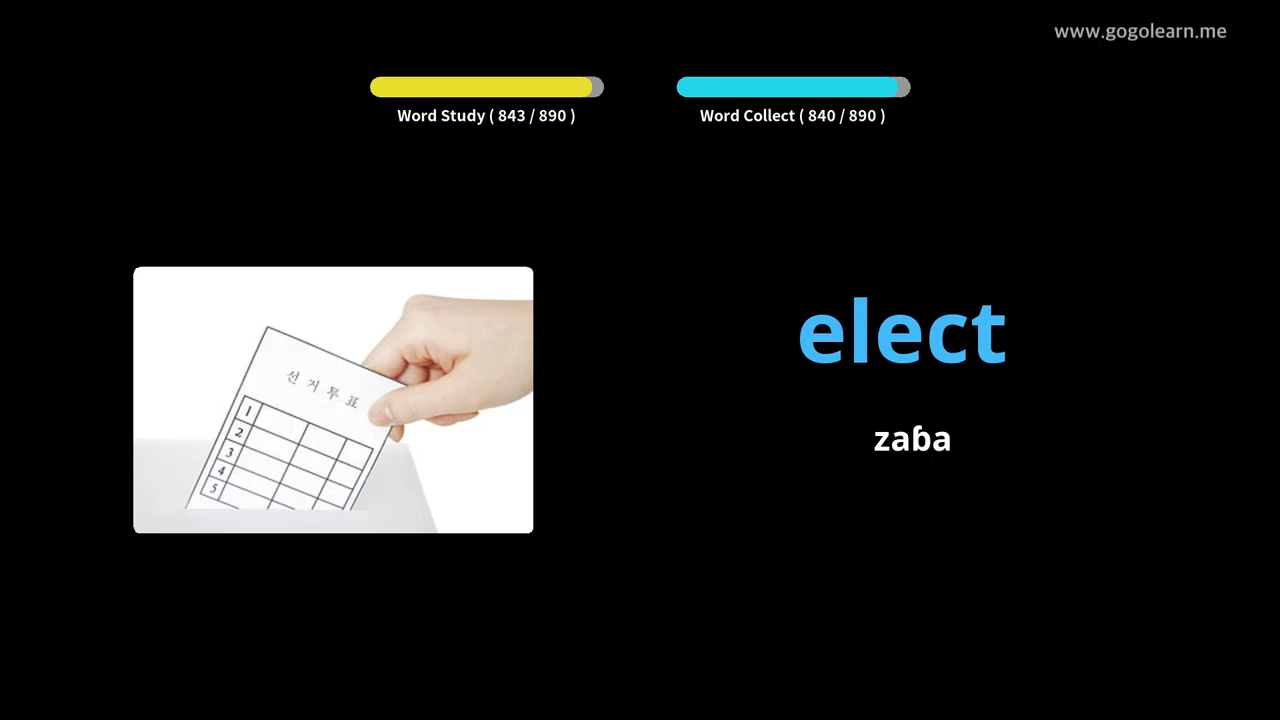 www.gogolearn.me
Word Study ( 843 / 890 )
Word Collect ( 840 / 890 )
선거투표
1
2
3
4
5
elect
zaɓa